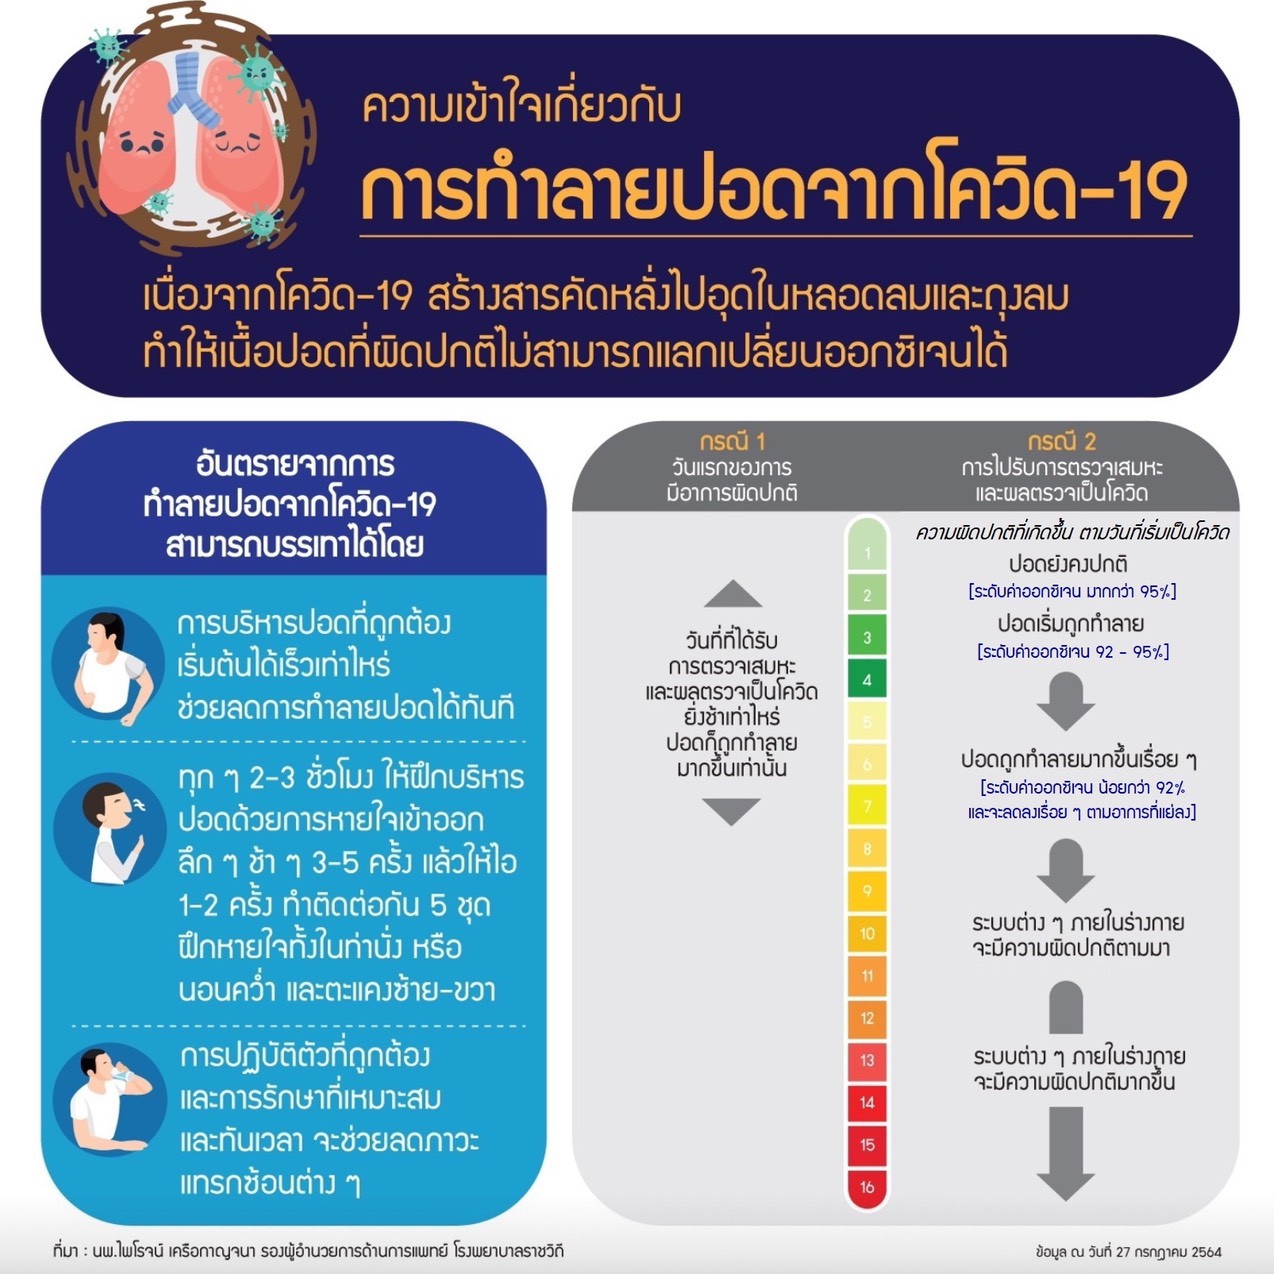 ความเข้าใจเกี่ยวกับ
การทำลายปอดจากโควิด-19
เนื่องจากโควิด-19 สร้างสารคัดหลั่งไปอุดในหลอดลมและถุงลม
ทำให้เนื้อปอดที่ผิดปกติไม่สามารถแลกเปลี่ยนออกซิเจนได้
อันตรายจากการ
ทำลายปอดจากโควิด-19
สามารถบรรเทาได้โดย
การบริหารปอดที่ถูกต้อง
เริ่มต้นได้เร็วเท่าไหร่
ช่วยลดการทำลายปอดได้ทันที
ทุก ๆ 2-3 ชั่วโมง ให้ฝึกบริหาร
ปอดด้วยการหายใจเข้าออก
ลึก ๆ ช้า ๆ 3-5 ครั้ง แล้วให้ไอ
1-2 ครั้ง ทำติดต่อกัน 5 ชุด
ฝึกหายใจทั้งในท่านั่ง หรือ
นอนคว่ำ และตะแคงซ้าย-ขวา
การปฏิบัติตัวที่ถูกต้อง
และการรักษาที่เหมาะสม
และทันเวลา จะช่วยลดภาวะ
แทรกซ้อนต่าง ๆ
กรณี 1
วันแรกของการ
มีอาการผิดปกติ
วันที่ที่ได้รับ
การตรวจเสมหะ
และผลตรวจเป็นโควิด
ยิ่งช้าเท่าไหร่
ปอดก็ถูกทำลาย
มากขึ้นเท่านั้น
1
2
3
4
5
6
7
8
9
10
11
12
13
14
15
16
กรณี 2
การไปรับการตรวจเสมหะ
และผลตรวจเป็นโควิด
ความผิดปกติที่เกิดขึ้น ตามวันที่เริ่มเป็นโควิด
ปอดยังคงปกติ
[ระดับค่าออกซิเจน มากกว่า 95%]
ปอดเริ่มถูกทำลาย
[ระดับค่าออกซิเจน 92 - 95%]
ปอดถูกทำลายมากขึ้นเรื่อย ๆ
[ระดับค่าออกซิเจน น้อยกว่า 92%
และจะลดลงเรื่อย ๆ ตามอาการที่แย่ลง]
ระบบต่าง ๆ ภายในร่างกาย
จะมีความผิดปกติตามมา
ระบบต่าง ๆ ภายในร่างกาย
จะมีความผิดปกติมากขึ้น
ที่มา : นพ.ไพโรจน์ เครือกาญจนา รองผู้อำนวยการด้านการแพทย์ โรงพยาบาลราชวิถี
ข้อมูล ณ วันที่ 27 กรกฎาคม 2564